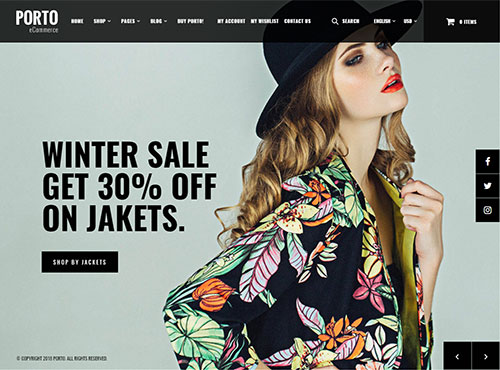 PORTO
eCommerce
HOME SHOP PAGES BLOG BUY PORTO! MY ACCOUNT MY WISHLIST CONTACT US SEARCH ENGLISH USD 0 ITEMS
WINTER SALE
GET 30% OFF
ON JAKETS.
SHOP BY JACKETS
© COPYRIGHT 2018 PORTO. ALL RIGHTS RESERVED.